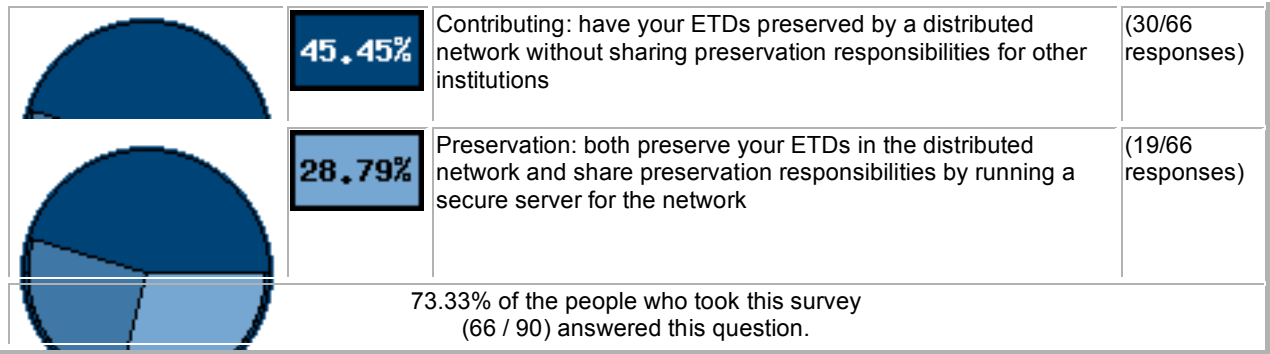 45.45%
Contributing: have your ETDs preserved by a distributed
network without sharing preservation responsibilities for other
institutions
(30/66
responses)
28.79%
Preservation: both preserve your ETDs in the distributed
network and share preservation responsibilities by running a
secure server for the network
(19/66
responses)
73.33% of the people who took this survey
(66 / 90) answered this question.